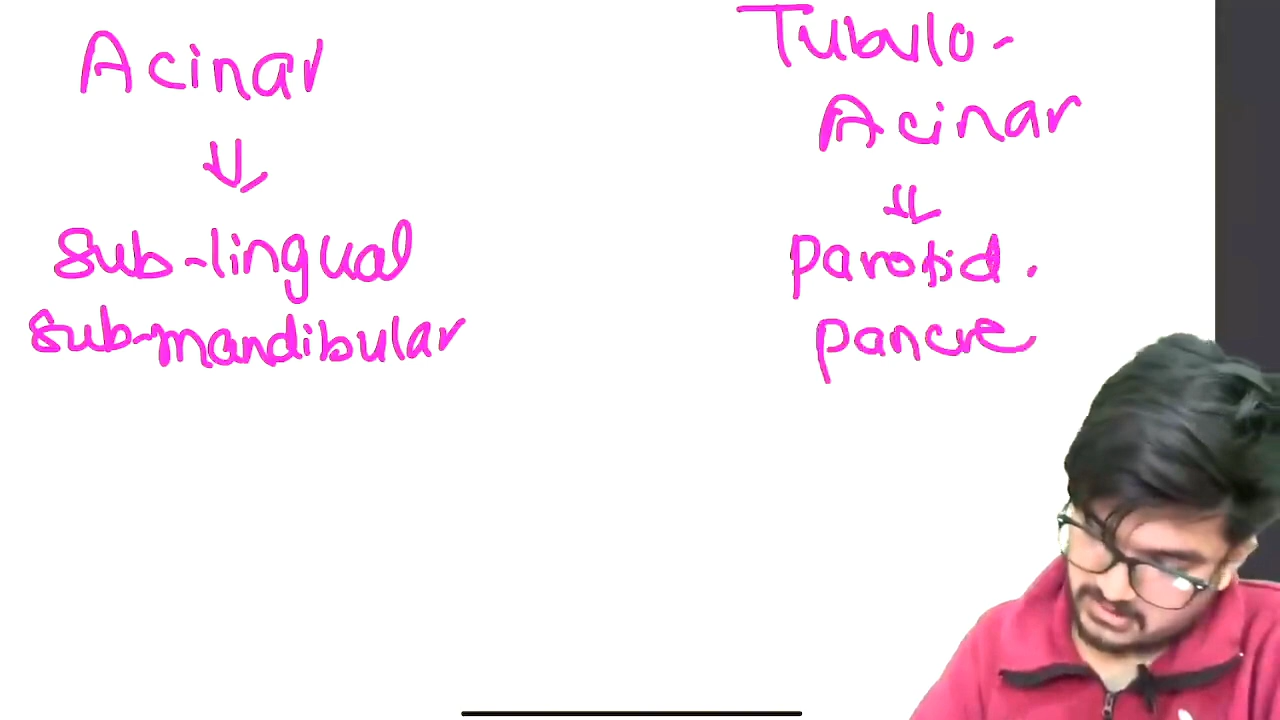 Acinar
⇓
Sub-lingual
Sub-mandibular
Tubulo-
Acinar
⇓
Parotid.
pancre